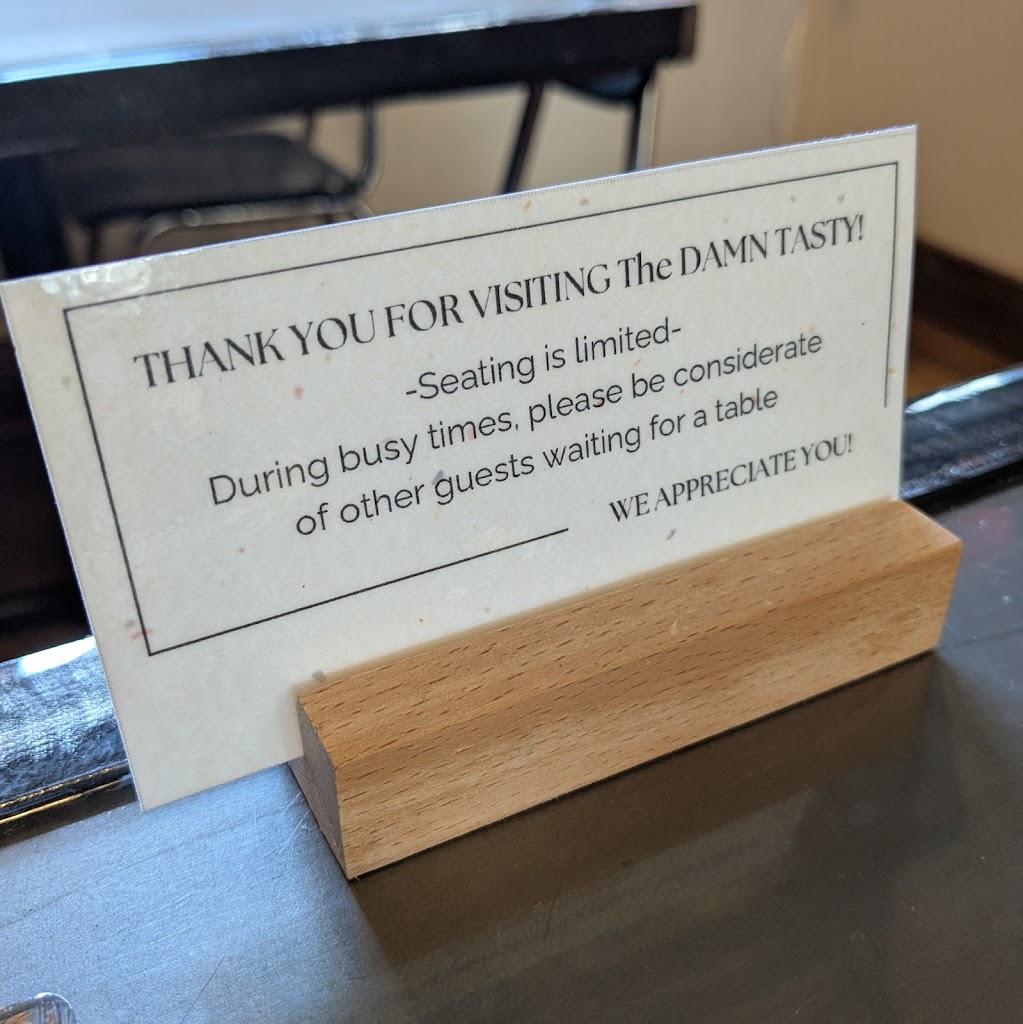 THANK YOU FOR VISITING The DAMN TASTY!
-Seating is limited-
During busy times, please be considerate
of other guests waiting for a table
WE APPRECIATE YOU!